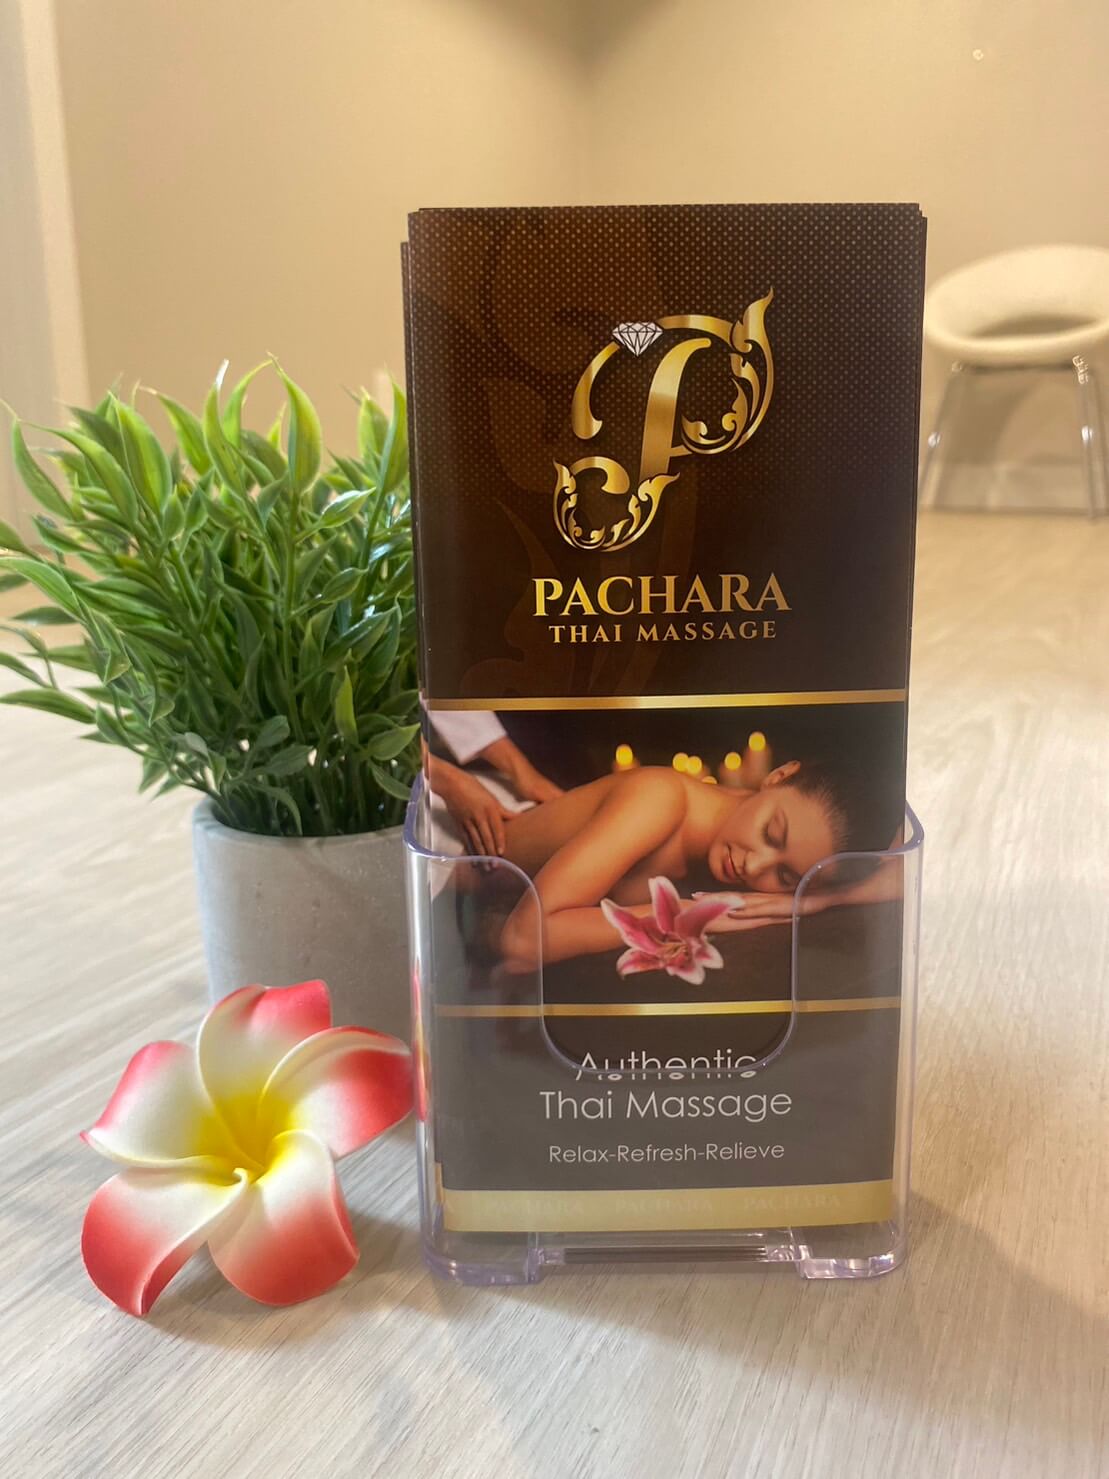 PACHARA
THAI MASSAGE
Authentic
Thai Massage
Relax-Refresh-Relieve
PACHARA PACHARA PACHARA